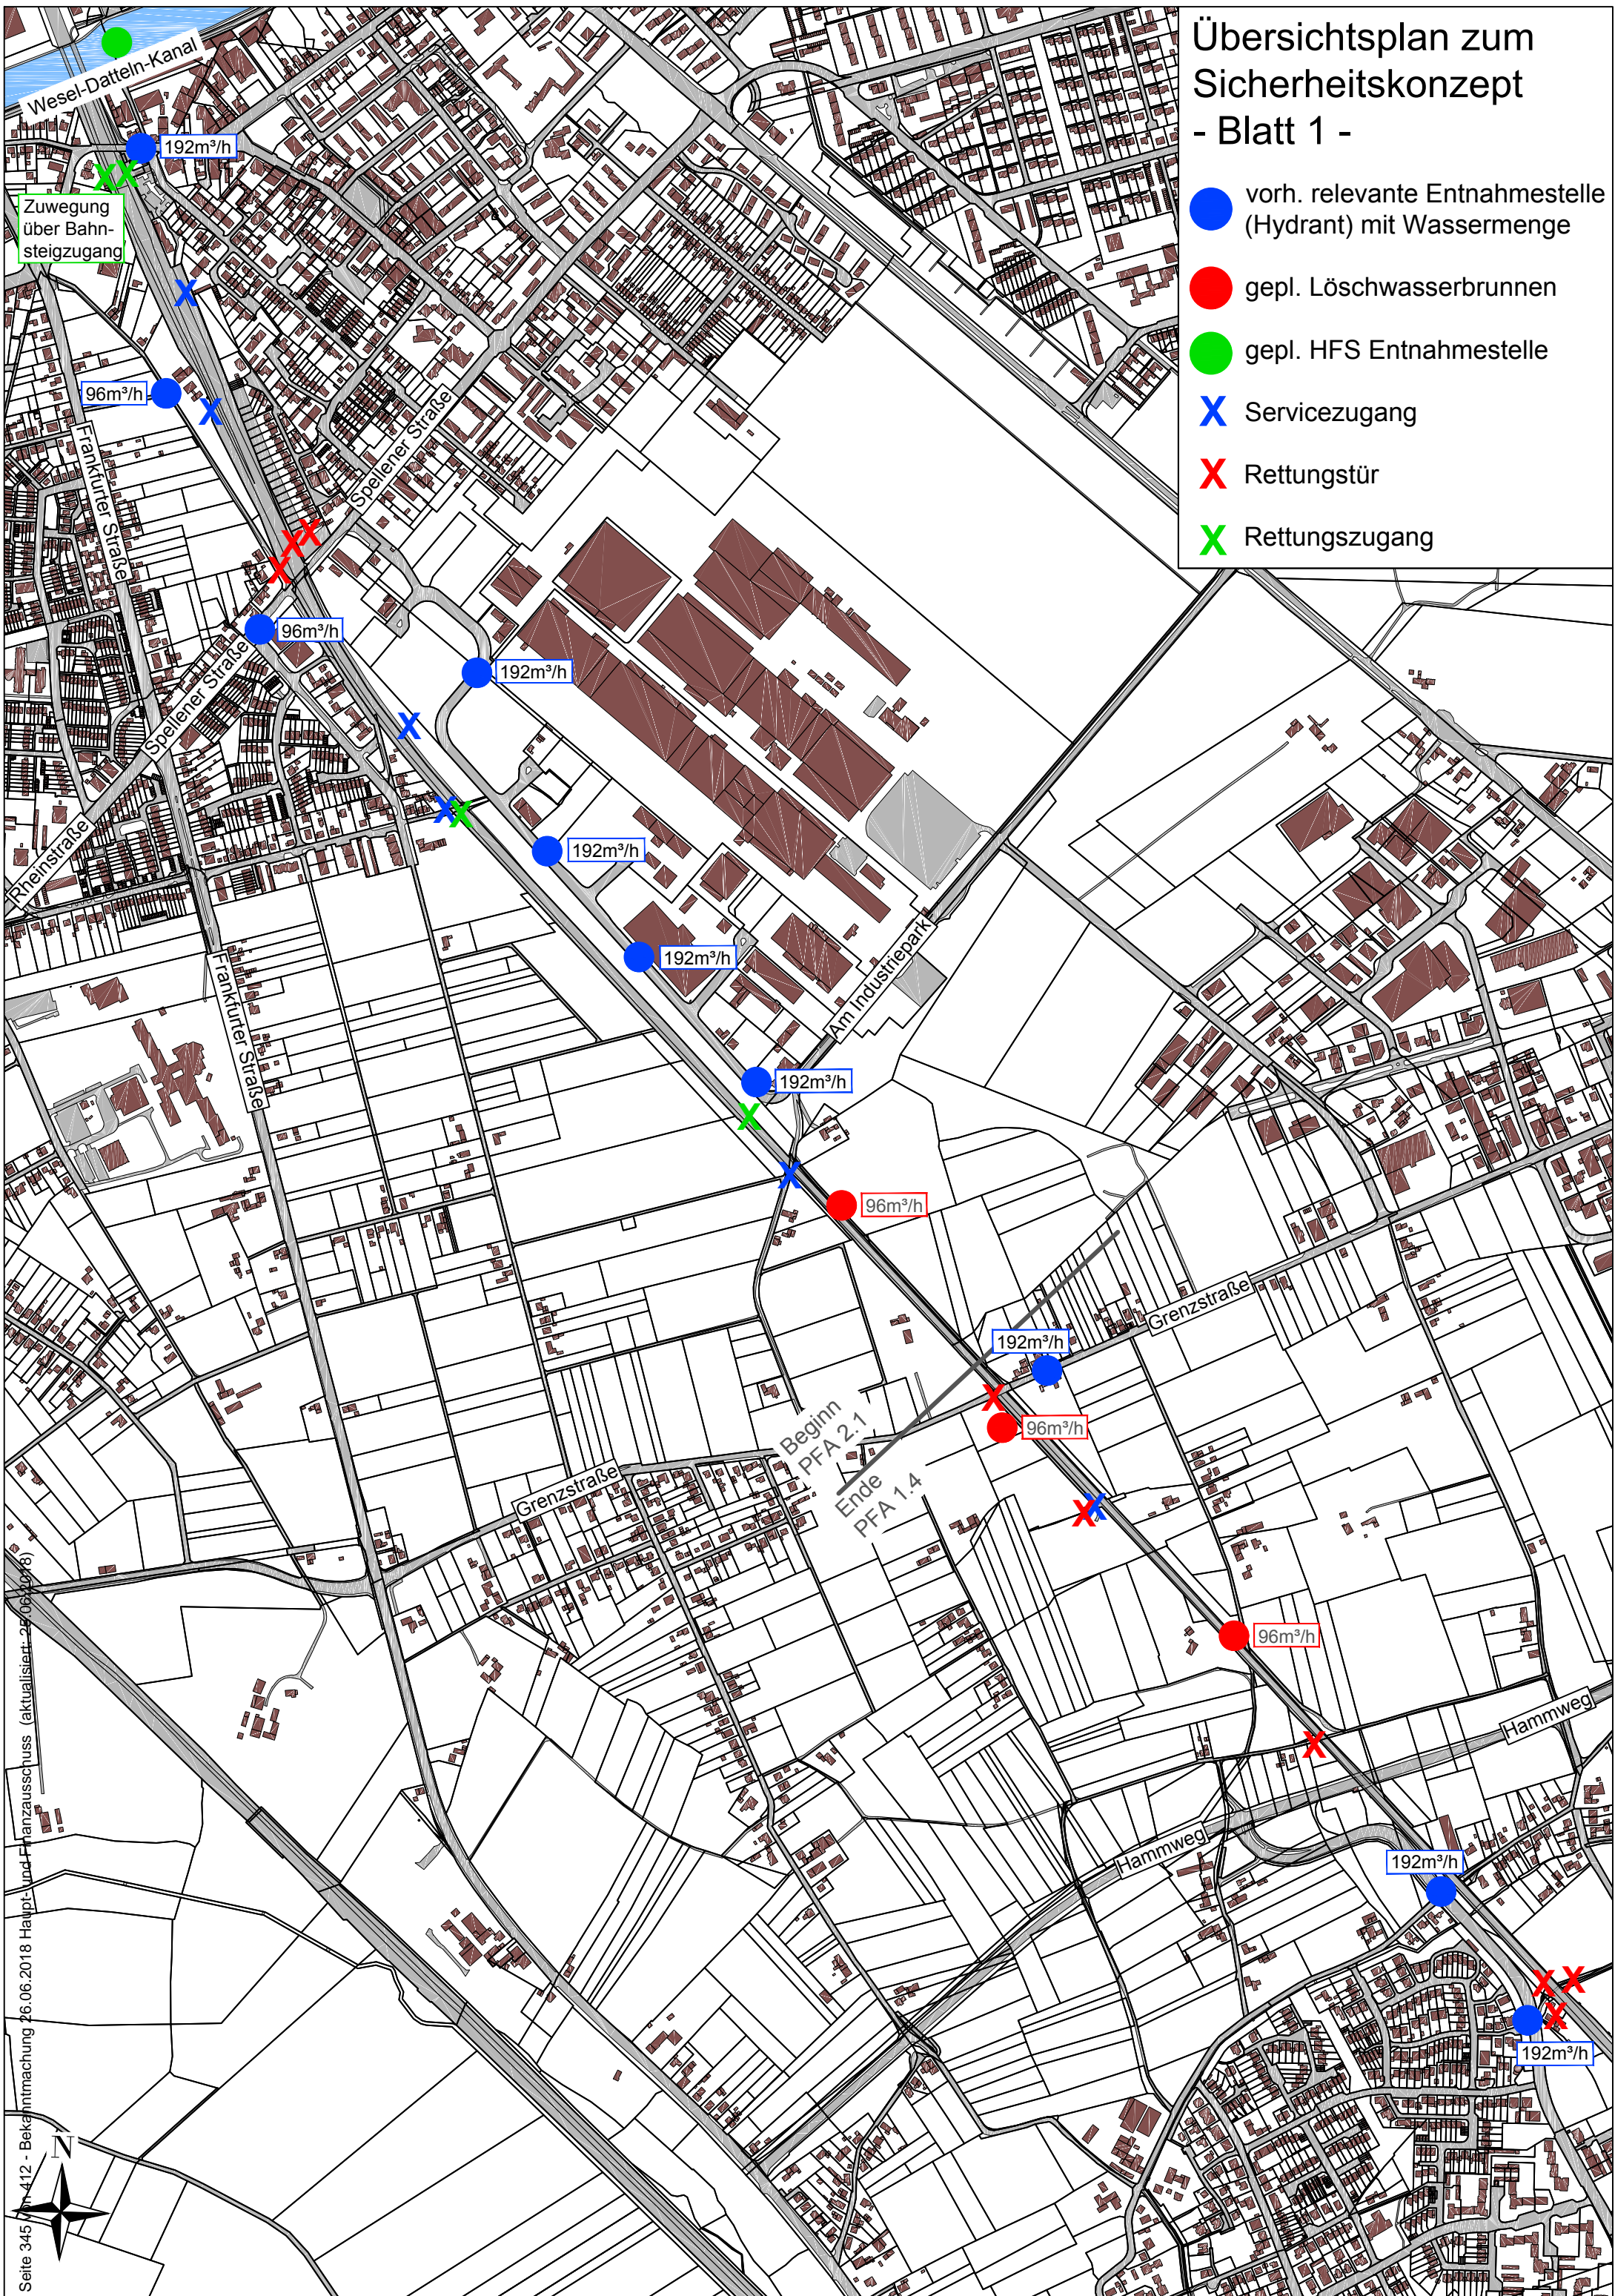 Übersichtsplan zum
Sicherheitskonzept
- Blatt 1 -
vorh. relevante Entnahmestelle
(Hydrant) mit Wassermenge
gepl. Löschwasserbrunnen
gepl. HFS Entnahmestelle
X Servicezugang
X Rettungstür
X Rettungszugang
Wesel-Datteln-Kanal
192m³/h
X X
Zuwegung
über Bahn-
steigzugang
X
96m³/h
X
Frankfurter Straße
Spellener Straße
X X X
96m³/h
Spellener Straße
192m³/h
X
X X
Rheinstraße
192m³/h
192m³/h
Frankfurter Straße
Am Industriepark
192m³/h
X
X
96m³/h
Grenzstraße
192m³/h
X
96m³/h
Beginn
PFA 2.1
Ende
PFA 1.4
Grenzstraße
X X
96m³/h
Hammweg
X
Hammweg
192m³/h
X X
X
192m³/h
N
Seite 345 von 412 - Bekanntmachung 26.06.2018 Haupt- und Finanzausschuss (aktualisiert: 25.06.2018)